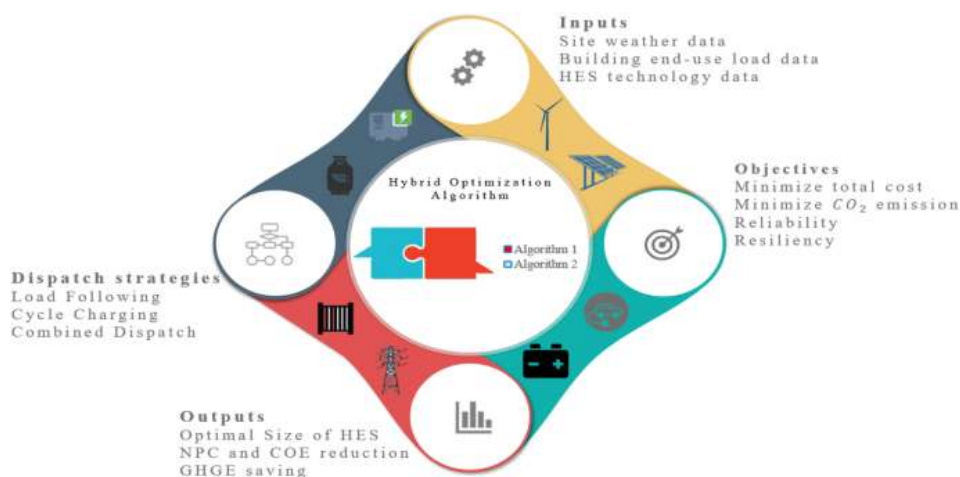 Inputs
Site weather data
Building end-use load data
HES technology data
Objectives
Minimize total cost
Minimize CO₂ emission
Reliability
Resiliency
Hybrid Optimization
Algorithm
Algorithm 1
Algorithm 2
Dispatch strategies
Load Following
Cycle Charging
Combined Dispatch
Outputs
Optimal Size of HES
NPC and COE reduction
GHGE saving